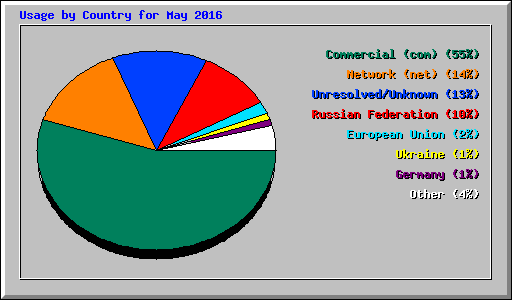 Usage by Country for May 2016
Commercial (com) (55%)
Network (net) (14%)
Unresolved/Unknown (13%)
Russian Federation (10%)
European Union (2%)
Ukraine (1%)
Germany (1%)
Other (4%)